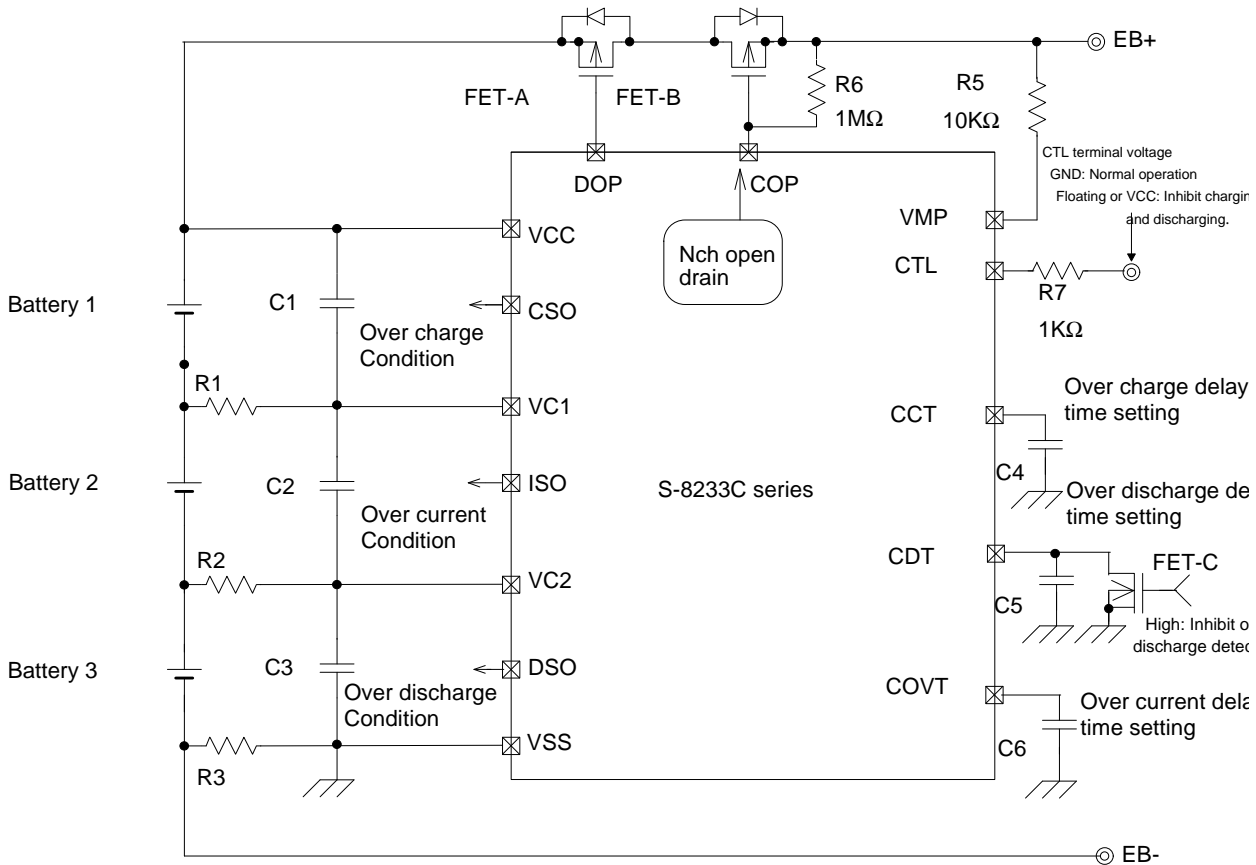 EB+
FET-A
FET-B
R6
1MΩ
R5
10KΩ
CTL terminal voltage
GND: Normal operation
Floating or VCC: Inhibit chargin
and discharging.
DOP
COP
VCC
VMP
Nch open
drain
CTL
R7
1KΩ
Battery 1
C1
CSO
Over charge
Condition
R1
VC1
CCT
Over charge delay
time setting
C4
Battery 2
C2
ISO
S-8233C series
Over current
Condition
Over discharge de
time setting
R2
VC2
CDT
FET-C
C5
High: Inhibit o
discharge detec
Battery 3
C3
DSO
Over discharge
Condition
COVT
Over current dela
time setting
C6
VSS
R3
EB-